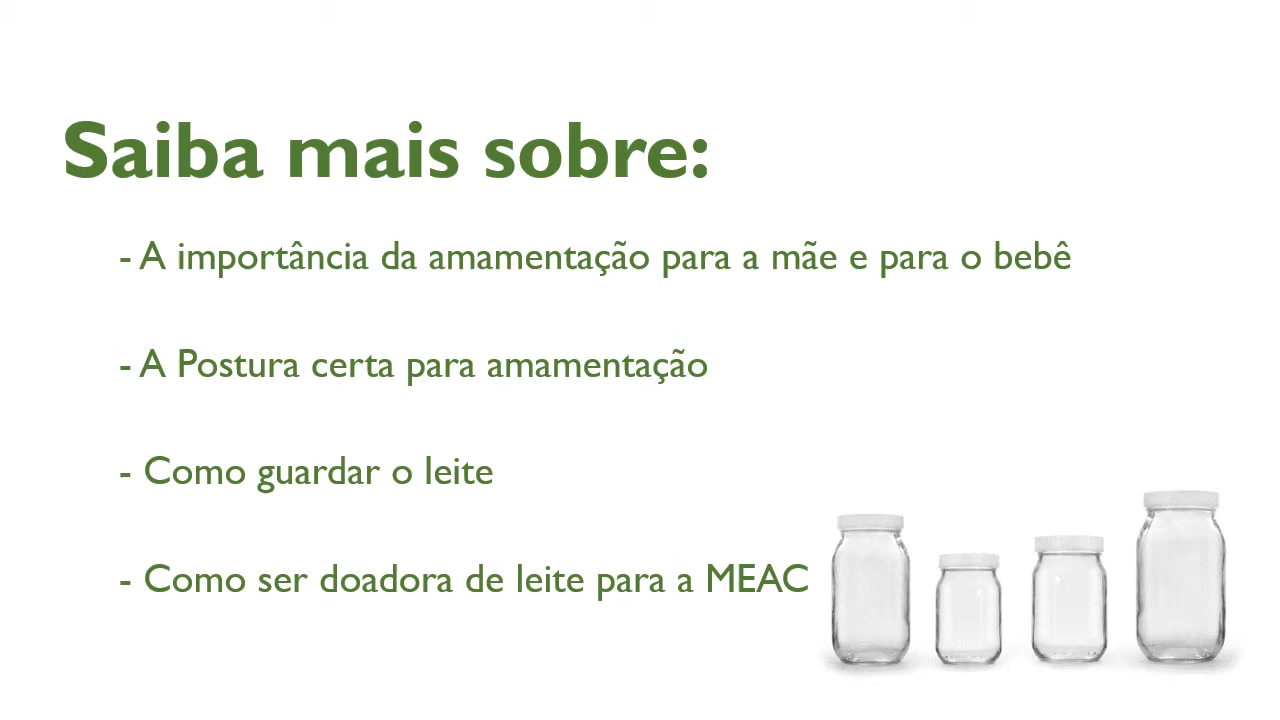 Saiba mais sobre:
- A importância da amamentação para a mãe e para o bebê
- A Postura certa para amamentação
- Como guardar o leite
- Como ser doadora de leite para a MEAC